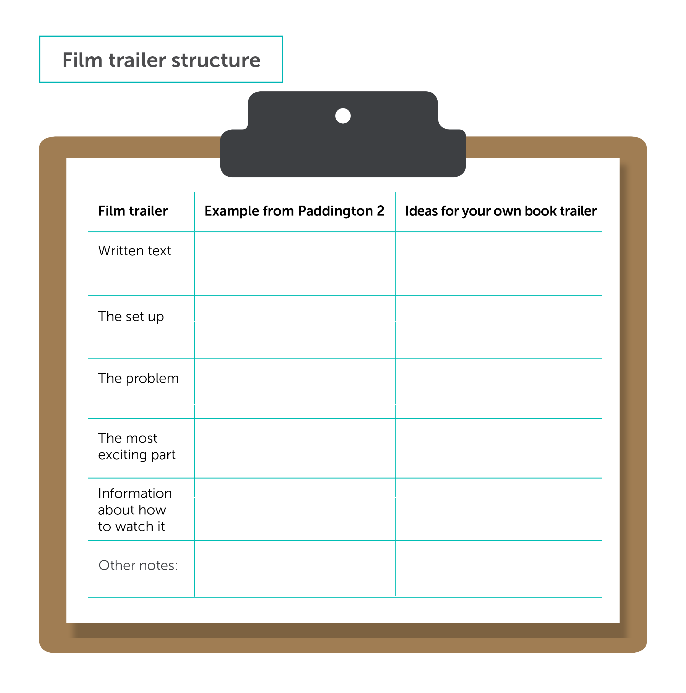 Film trailer structure
Film trailer
Example from Paddington 2
Ideas for your own book trailer
Written text
The set up
The problem
The most
exciting part
Information
about how
to watch it
Other notes: